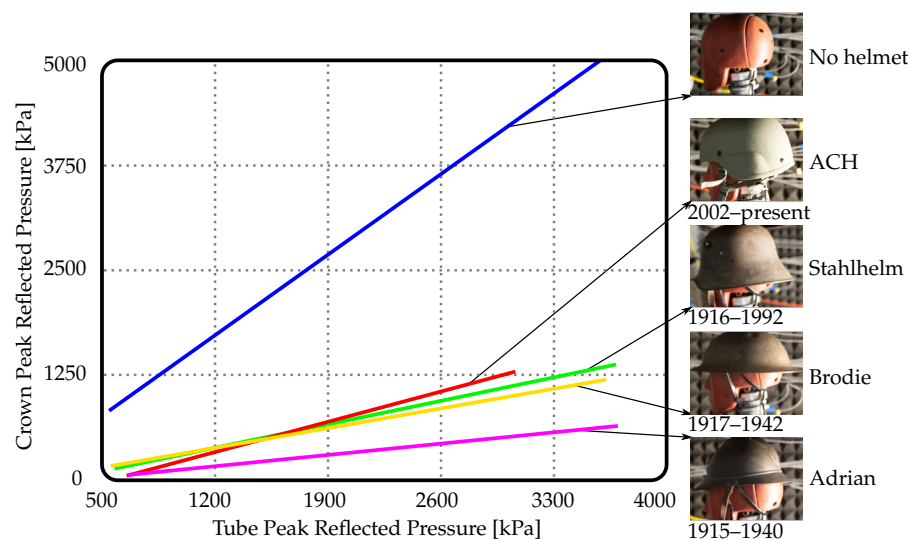 5000
3750
2500
1250
0
Crown Peak Reflected Pressure [kPa]
500 1200 1900 2600 3300 4000
Tube Peak Reflected Pressure [kPa]
No helmet
ACH
2002–present
Stahlhelm
1916–1992
Brodie
1917–1942
Adrian
1915–1940